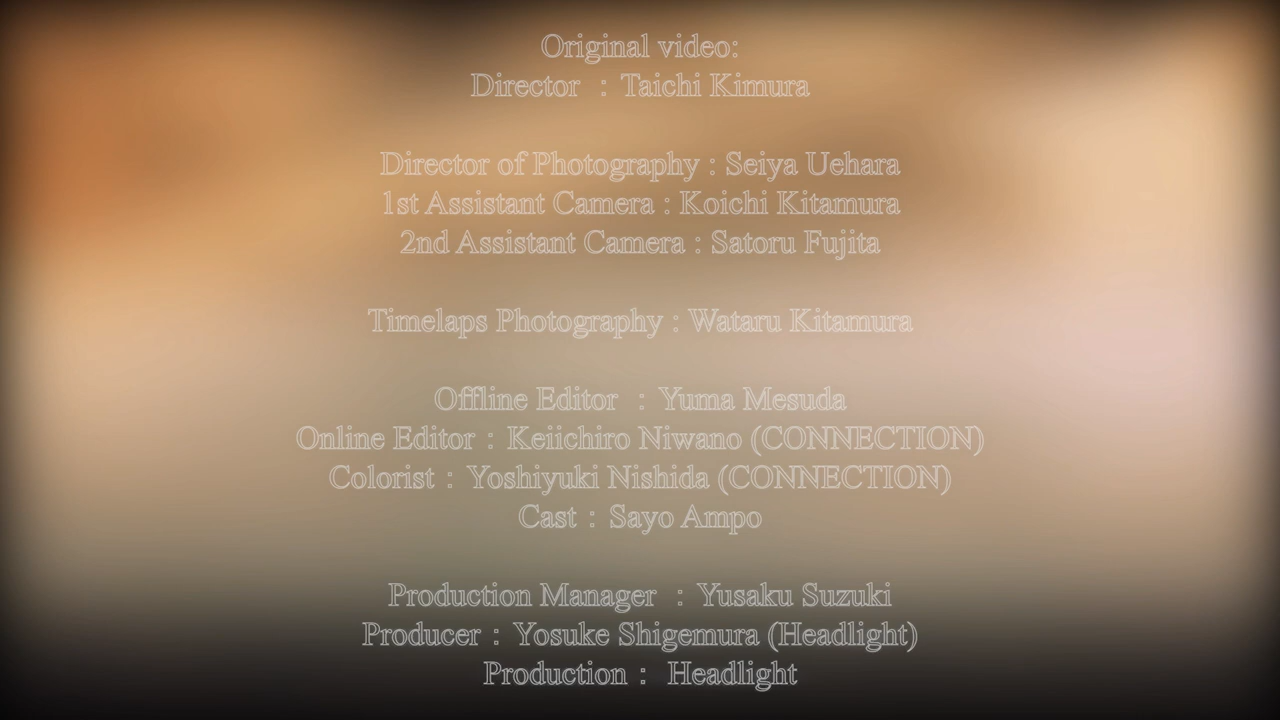 Original video:
Director : Taichi Kimura
Director of Photography : Seiya Uehara
1st Assistant Camera : Koichi Kitamura
2nd Assistant Camera : Satoru Fujita
Timelaps Photography : Wataru Kitamura
Offline Editor : Yuma Mesuda
Online Editor : Keiichiro Niwano (CONNECTION)
Colorist : Yoshiyuki Nishida (CONNECTION)
Cast : Sayo Ampo
Production Manager : Yusaku Suzuki
Producer : Yosuke Shigemura (Headlight)
Production : Headlight